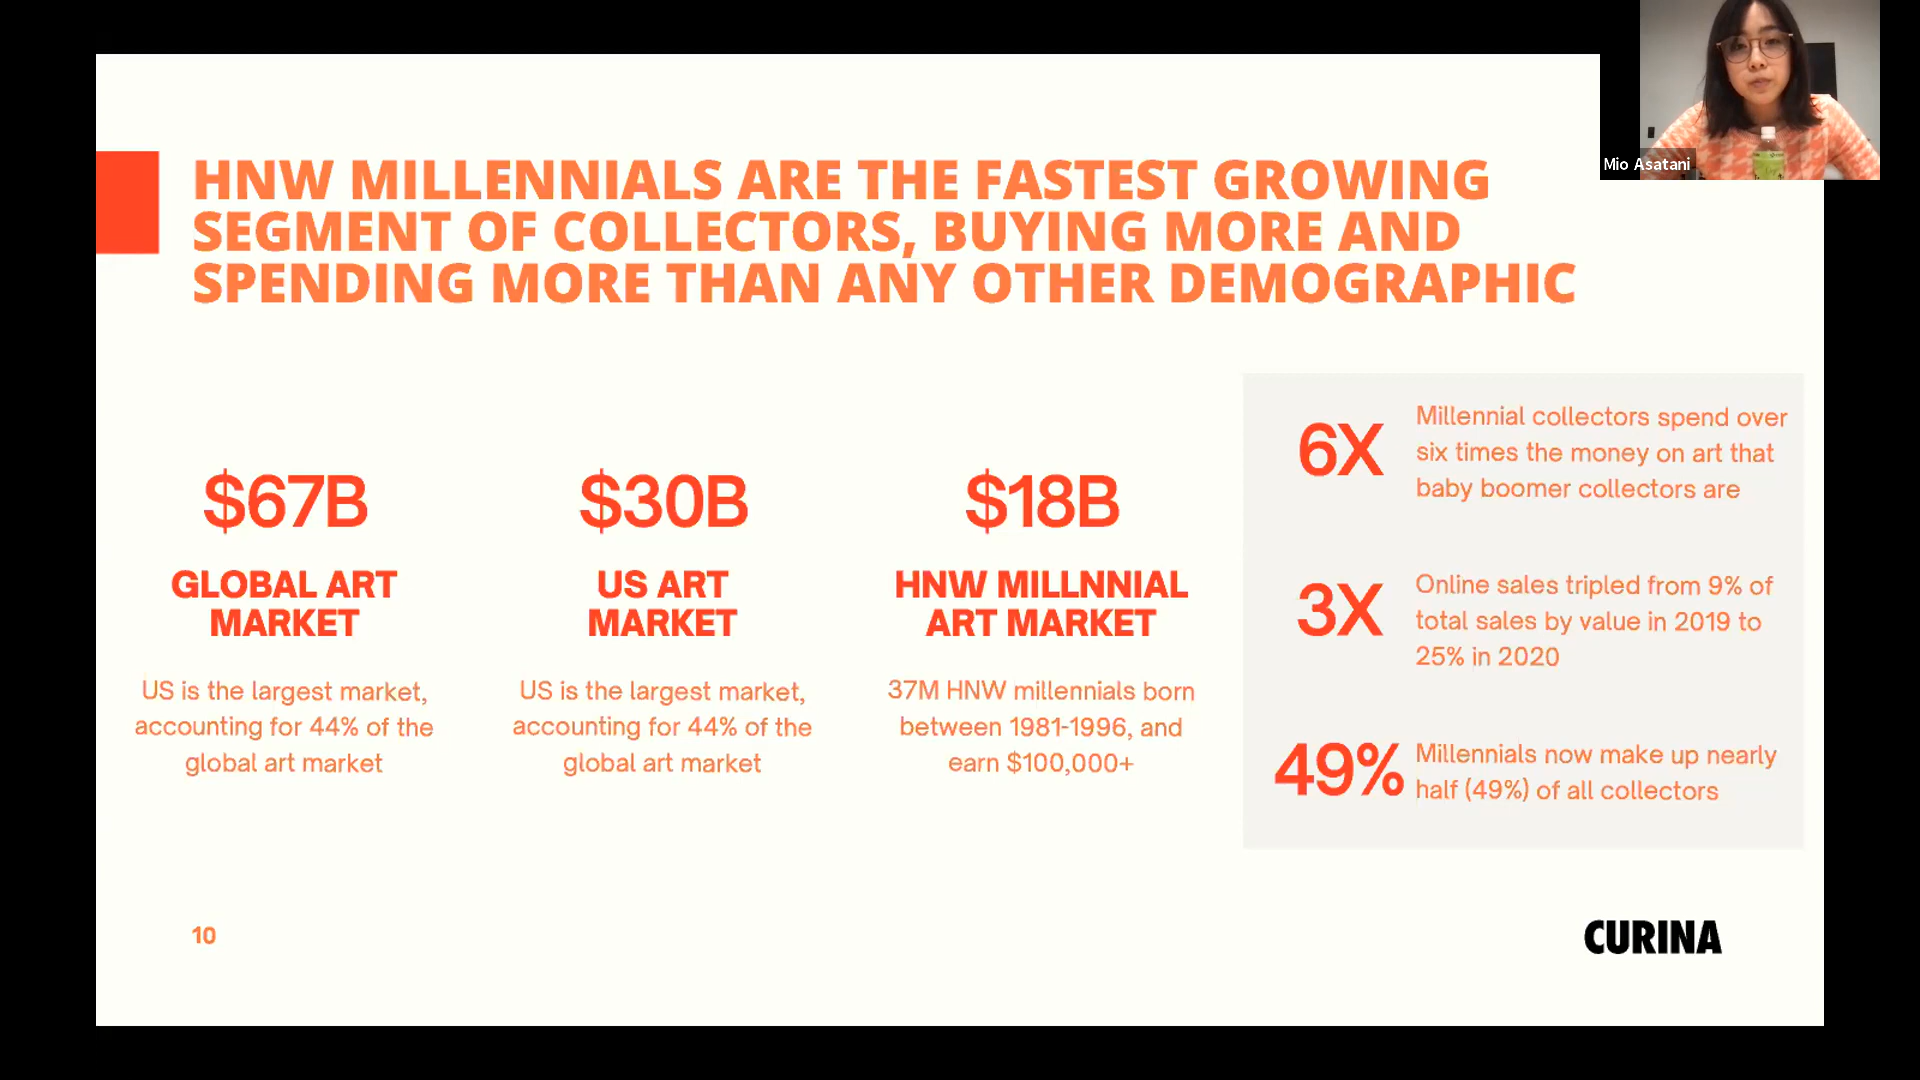 Mio Asatani
HNW MILLENNIALS ARE THE FASTEST GROWING
SEGMENT OF COLLECTORS, BUYING MORE AND
SPENDING MORE THAN ANY OTHER DEMOGRAPHIC
$67B
GLOBAL ART
MARKET
US is the largest market,
accounting for 44% of the
global art market
$30B
US ART
MARKET
US is the largest market,
accounting for 44% of the
global art market
$18B
HNW MILLNNIAL
ART MARKET
37M HNW millennials born
between 1981-1996, and
earn $100,000+
6X
Millennial collectors spend over
six times the money on art that
baby boomer collectors are
3X
Online sales tripled from 9% of
total sales by value in 2019 to
25% in 2020
49%
Millennials now make up nearly
half (49%) of all collectors
10
CURINA